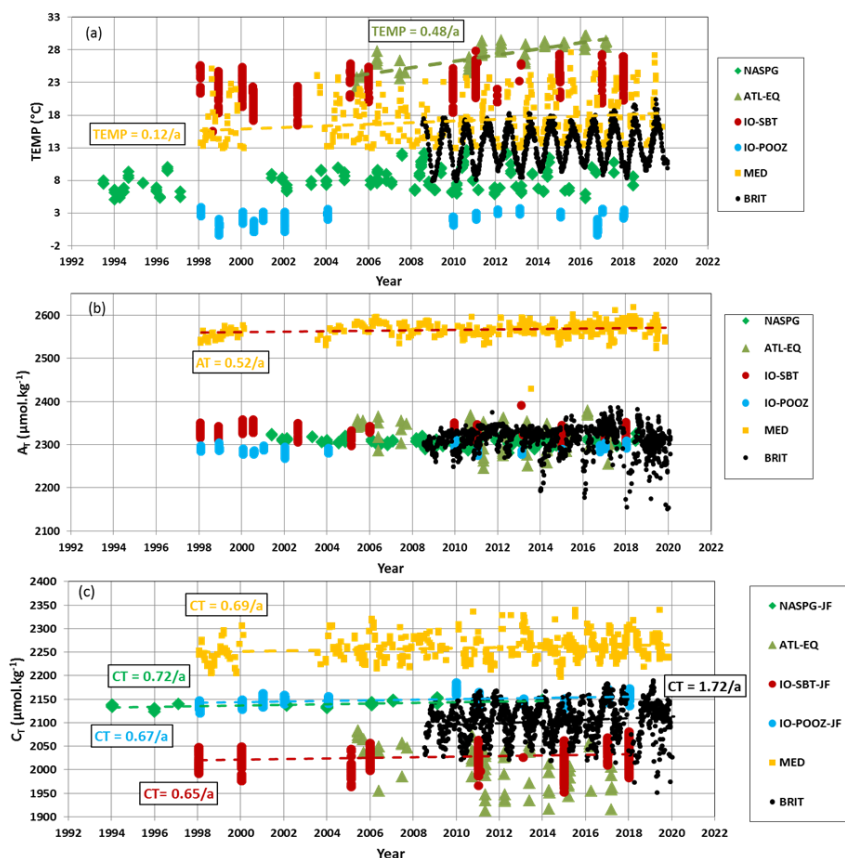 (a)
TEMP = 0.48/a
TEMP = 0.12/a
TEMP (°C)
33
28
23
18
13
8
3
-2
1992 1994 1996 1998 2000 2002 2004 2006 2008 2010 2012 2014 2016 2018 2020 2022
Year
NASPG
ATL-EQ
IO-SBT
IO-POOZ
MED
BRIT
(b)
AT = 0.52/a
AT (µmol.kg-1)
2600
2500
2400
2300
2200
2100
1992 1994 1996 1998 2000 2002 2004 2006 2008 2010 2012 2014 2016 2018 2020 2022
Year
NASPG
ATL-EQ
IO-SBT
IO-POOZ
MED
BRIT
(c)
CT = 0.69/a
CT = 0.72/a
CT = 0.67/a
CT= 0.65/a
CT = 1.72/a
CT (µmol.kg-1)
2400
2350
2300
2250
2200
2150
2100
2050
2000
1950
1900
1992 1994 1996 1998 2000 2002 2004 2006 2008 2010 2012 2014 2016 2018 2020 2022
Year
NASPG-JF
ATL-EQ
IO-SBT-JF
IO-POOZ-JF
MED
BRIT